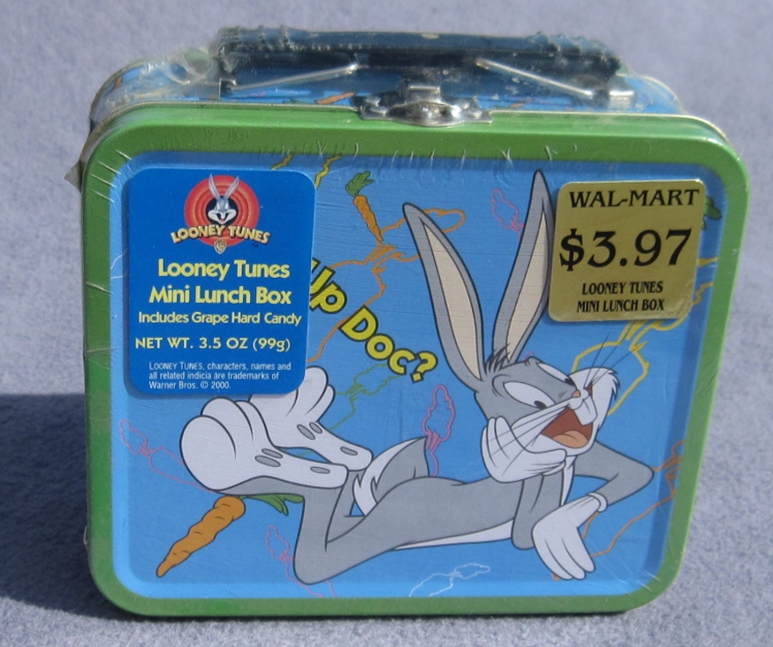 LOONEY TUNES
WB
Looney Tunes
Mini Lunch Box
Includes Grape Hard Candy
NET WT. 3.5 OZ (99g)
LOONEY TUNES, characters, names and
all related indicia are trademarks of
Warner Bros. © 2000.
WAL-MART
$3.97
LOONEY TUNES
MINI LUNCH BOX
Up Doc?